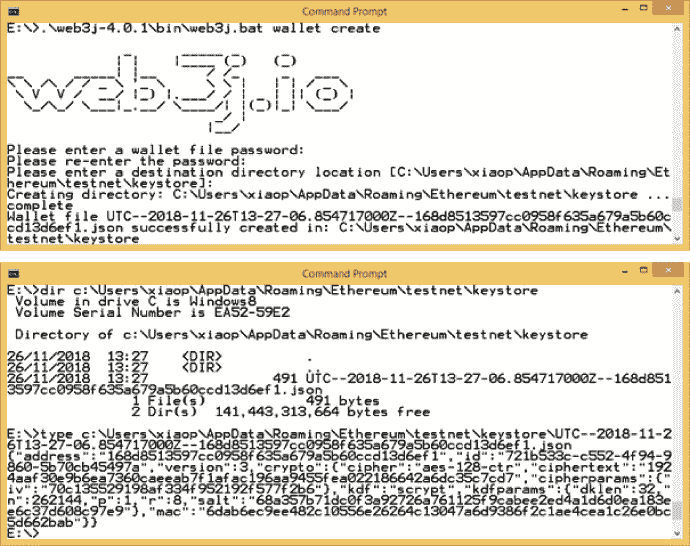 Command Prompt
E:\>.\web3j-4.0.1\bin\web3j.bat wallet create
web3j.io
Please enter a wallet file password:
Please re-enter the password:
Please enter a destination directory location [C:\Users\xiaop\AppData\Roaming\Et
hereum\testnet\keystore]:
Creating directory: C:\Users\xiaop\AppData\Roaming\Ethereum\testnet\keystore ...
complete
Wallet file UTC--2018-11-26T13-27-06.854717000Z--168d8513597cc0958f635a679a5b60c
cd13d6ef1.json successfully created in: C:\Users\xiaop\AppData\Roaming\Ethereum\
testnet\keystore
Command Prompt
E:\>dir c:\Users\xiaop\AppData\Roaming\Ethereum\testnet\keystore
Volume in drive C is Windows8
Volume Serial Number is EA52-59E2
Directory of c:\Users\xiaop\AppData\Roaming\Ethereum\testnet\keystore
26/11/2018 13:27 <DIR> .
26/11/2018 13:27 <DIR> ..
26/11/2018 13:27 491 UTC--2018-11-26T13-27-06.854717000Z--168d851
3597cc0958f635a679a5b60ccd13d6ef1.json
1 File(s) 491 bytes
2 Dir(s) 141,443,313,664 bytes free
E:\>type c:\Users\xiaop\AppData\Roaming\Ethereum\testnet\keystore\UTC--2018-11-2
6T13-27-06.854717000Z--168d8513597cc0958f635a679a5b60ccd13d6ef1.json
{"address":"168d8513597cc0958f635a679a5b60ccd13d6ef1","id":"721b533c-c552-4f94-9
860-5b70cb45497a","version":3,"crypto":{"cipher":"aes-128-ctr","ciphertext":"192
4aaf30e9b6ea7360caeeab7f1afac196aa9455fea022186642a6dc35c7cd7","cipherparams":{"
iv":"70c135529198af334f952192f577f2b6"},"kdf":"scrypt","kdfparams":{"dklen":32,"
n":262144,"p":1,"r":8,"salt":"68a357b71dc0f3a92726a761125f9cabee2ed4a1d6d0ea183e
e6c37d608c97e9"},"mac":"6dab6ec9ee482c10556e26264c13047a6d9386f2c1ae4cea1c26e0bc
5d662bab"}}
E:\>